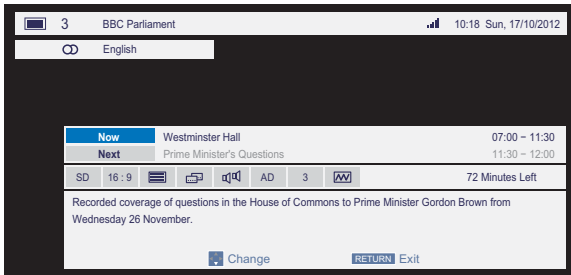 3 BBC Parliament 10:18 Sun, 17/10/2012
English
Now Westminster Hall 07:00 – 11:30
Next Prime Minister's Questions 11:30 – 12:00
SD 16 : 9 AD 3 72 Minutes Left
Recorded coverage of questions in the House of Commons to Prime Minister Gordon Brown from
Wednesday 26 November.
Change RETURN Exit